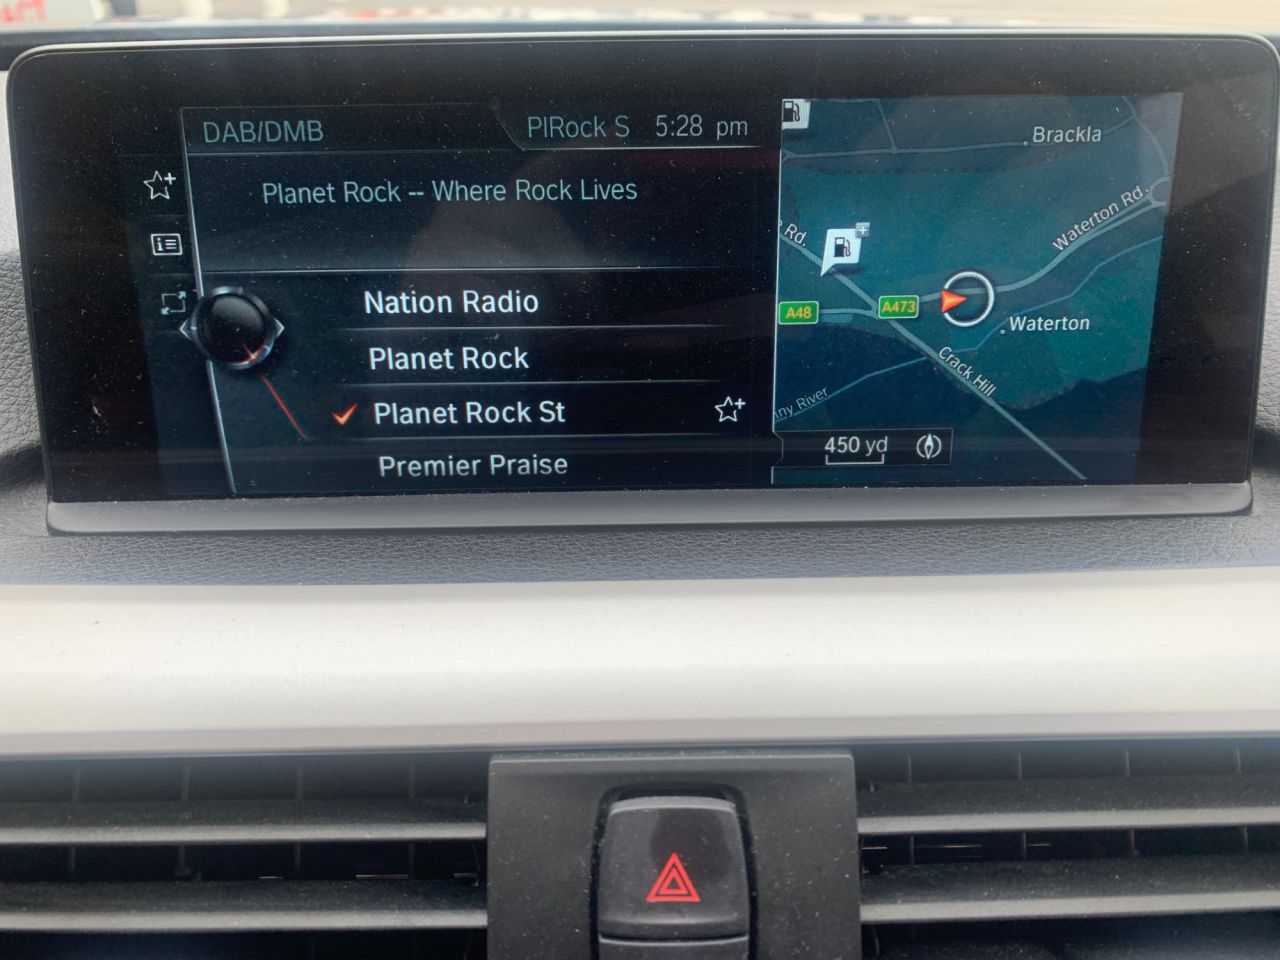 DAB/DMB
PlRock S 5:28 pm
Planet Rock -- Where Rock Lives
Nation Radio
Planet Rock
Planet Rock St
Premier Praise
Brackla
Waterton Rd.
Rd.
A48
A473
Waterton
Crack Hill
River
450 yd